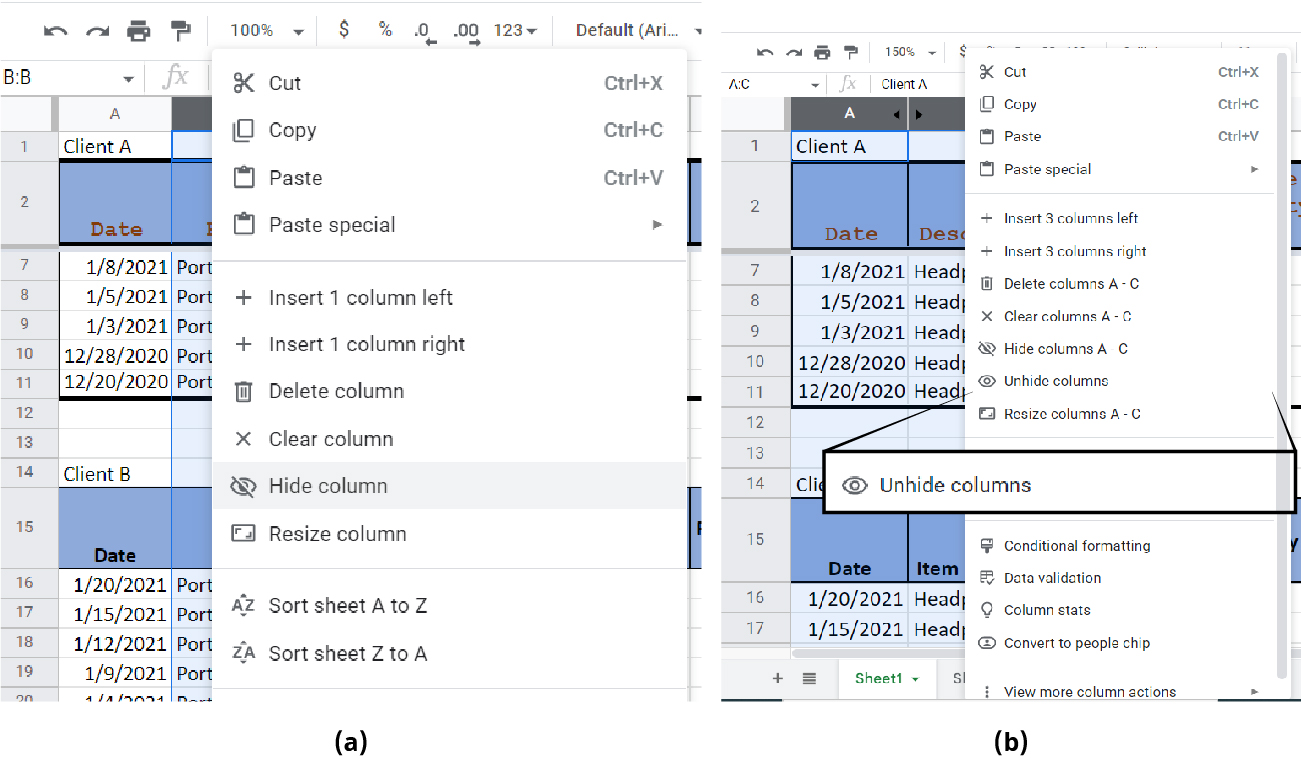 100% $ % .0 .00 123 Default (Ari...
B:B fx
A
1 Client A
2 Date
7 1/8/2021 Port
8 1/5/2021 Port
9 1/3/2021 Port
10 12/28/2020 Port
11 12/20/2020 Port
12
13
14 Client B
15 Date
16 1/20/2021 Port
17 1/15/2021 Port
18 1/12/2021 Port
19 1/9/2021 Port
20 1/4/2021 Port
Cut Ctrl+X
Copy Ctrl+C
Paste Ctrl+V
Paste special
Insert 1 column left
Insert 1 column right
Delete column
Clear column
Hide column
Resize column
Sort sheet A to Z
Sort sheet Z to A
(a)
150% $
A:C fx Client A
A
1 Client A
2 Date Desc
7 1/8/2021 Headp
8 1/5/2021 Headp
9 1/3/2021 Headp
10 12/28/2020 Headp
11 12/20/2020 Headp
12
13
14 Clie
15 Date Item
16 1/20/2021 Headp
17 1/15/2021 Headp
Sheet1
Cut Ctrl+X
Copy Ctrl+C
Paste Ctrl+V
Paste special
Insert 3 columns left
Insert 3 columns right
Delete columns A - C
Clear columns A - C
Hide columns A - C
Unhide columns
Resize columns A - C
Unhide columns
Conditional formatting
Data validation
Column stats
Convert to people chip
View more column actions
(b)